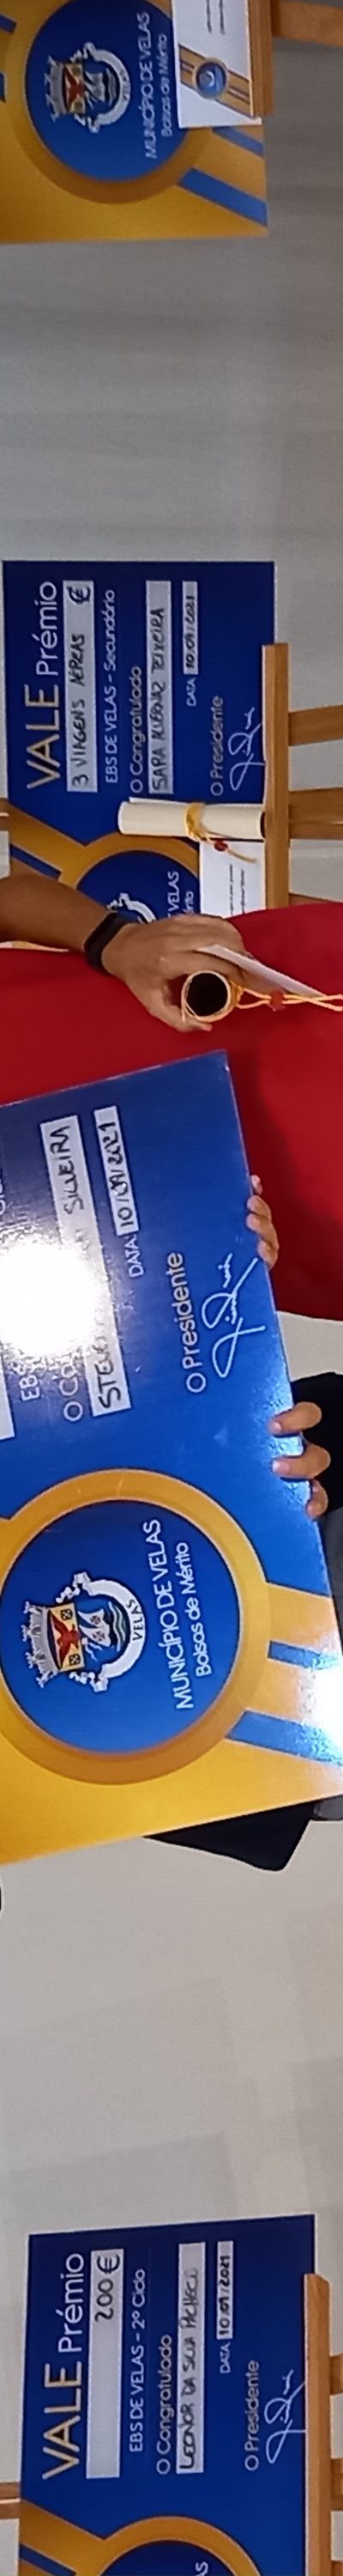 MUNICÍPIO DE VELAS
Bolsas de Mérito
VALE Prémio
3 VIAGENS AÉREAS €
EBS DE VELAS - Secundário
O Congratulado
SARA TEIXEIRA
DATA 10.09.2021
O Presidente
VELAS
EBS
SILVEIRA
DATA: 10/09/2021
O Presidente
VELAS
MUNICÍPIO DE VELAS
Bolsas de Mérito
VALE Prémio
200 €
EBS DE VELAS - 2º Ciclo
O Congratulado
LEONOR DA SILVA PACHECO
DATA 10.09.2021
O Presidente